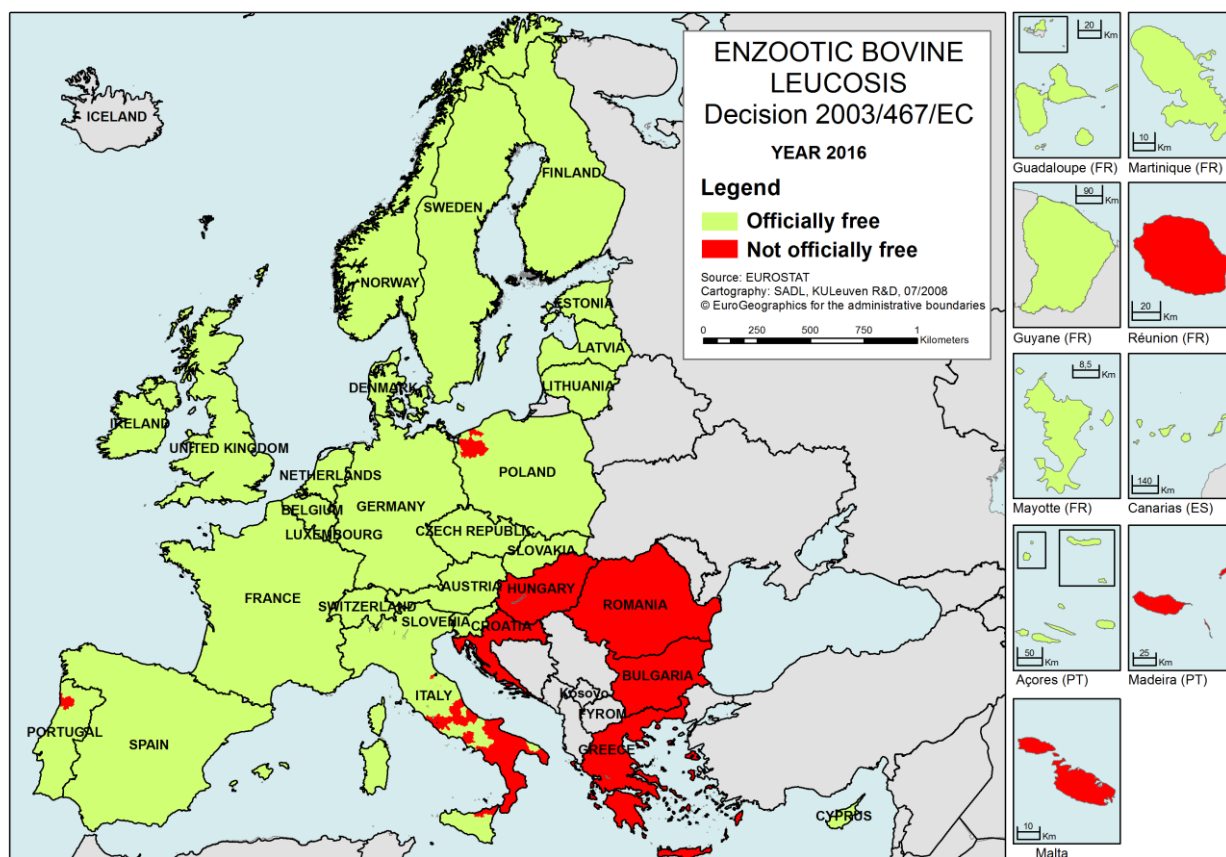 ENZOOTIC BOVINE
LEUCOSIS
Decision 2003/467/EC
YEAR 2016
Legend
Officially free
Not officially free
Source: EUROSTAT
Cartography: SADL, KULeuven R&D, 07/2008
© EuroGeographics for the administrative boundaries
0 250 500 750 1
Kilometers
ICELAND
FINLAND
SWEDEN
NORWAY
ESTONIA
LATVIA
DENMARK
LITHUANIA
IRELAND
UNITED KINGDOM
NETHERLANDS
POLAND
BELGIUM
GERMANY
LUXEMBOURG
CZECH REPUBLIC
SLOVAKIA
AUSTRIA
HUNGARY
FRANCE
SWITZERLAND
ROMANIA
SLOVENIA
CROATIA
BULGARIA
ITALY
Kosovo
FYROM
PORTUGAL
SPAIN
GREECE
CYPRUS
20
Km
Guadaloupe (FR)
10
Km
Martinique (FR)
90
Km
Guyane (FR)
20
Km
Réunion (FR)
8,5
Km
Mayotte (FR)
140
Km
Canarias (ES)
50
Km
Açores (PT)
25
Km
Madeira (PT)
10
Km
Malta